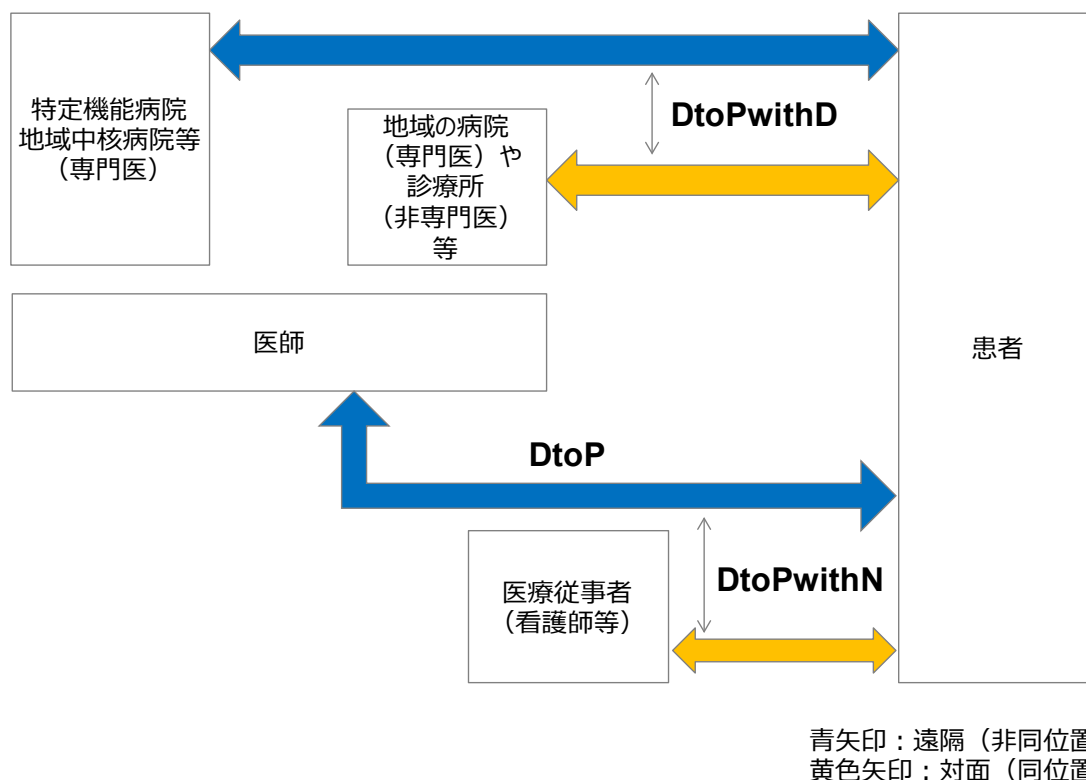 特定機能病院
地域中核病院等
（専門医）
地域の病院
（専門医）や
診療所
（非専門医）
等
DtoPwithD
医師
患者
DtoP
医療従事者
（看護師等）
DtoPwithN
青矢印：遠隔（非同位置
黄色矢印：対面（同位置